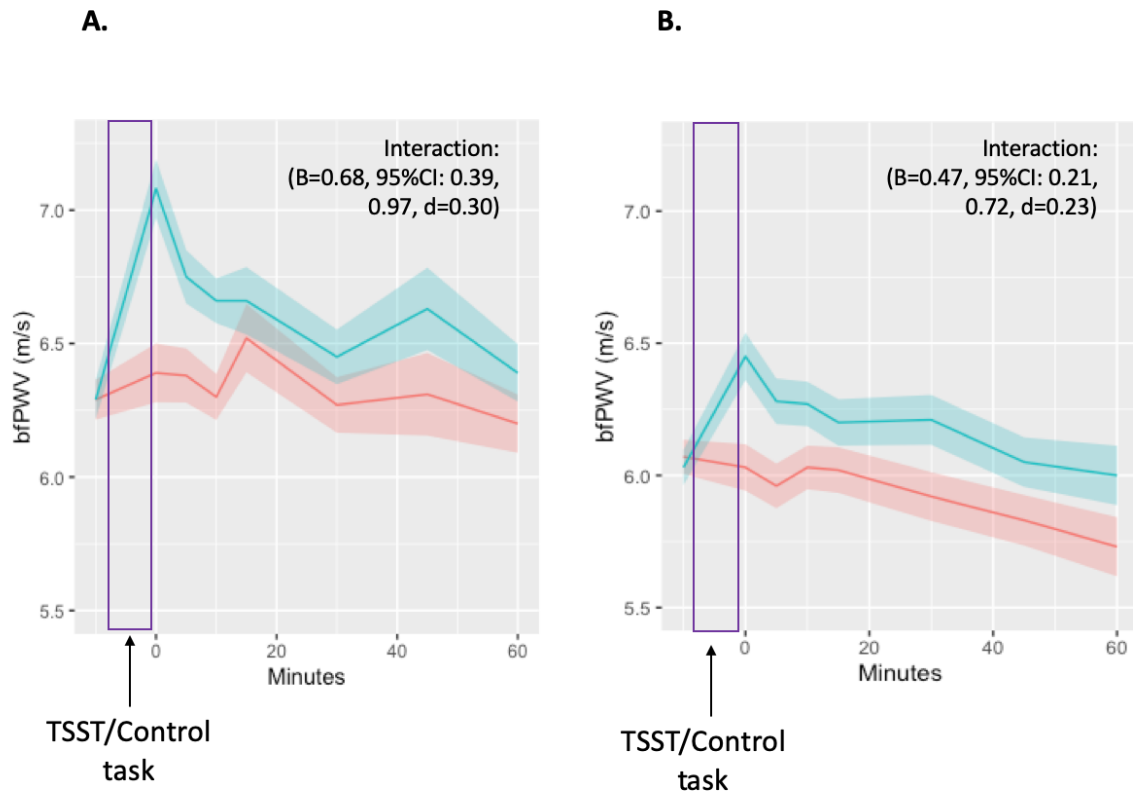 A.
Interaction:
(B=0.68, 95%CI: 0.39,
0.97, d=0.30)
7.0
6.5
6.0
5.5
bfPWV (m/s)
0
20
40
60
Minutes
TSST/Control
task
B.
Interaction:
(B=0.47, 95%CI: 0.21,
0.72, d=0.23)
7.0
6.5
6.0
5.5
bfPWV (m/s)
0
20
40
60
Minutes
TSST/Control
task